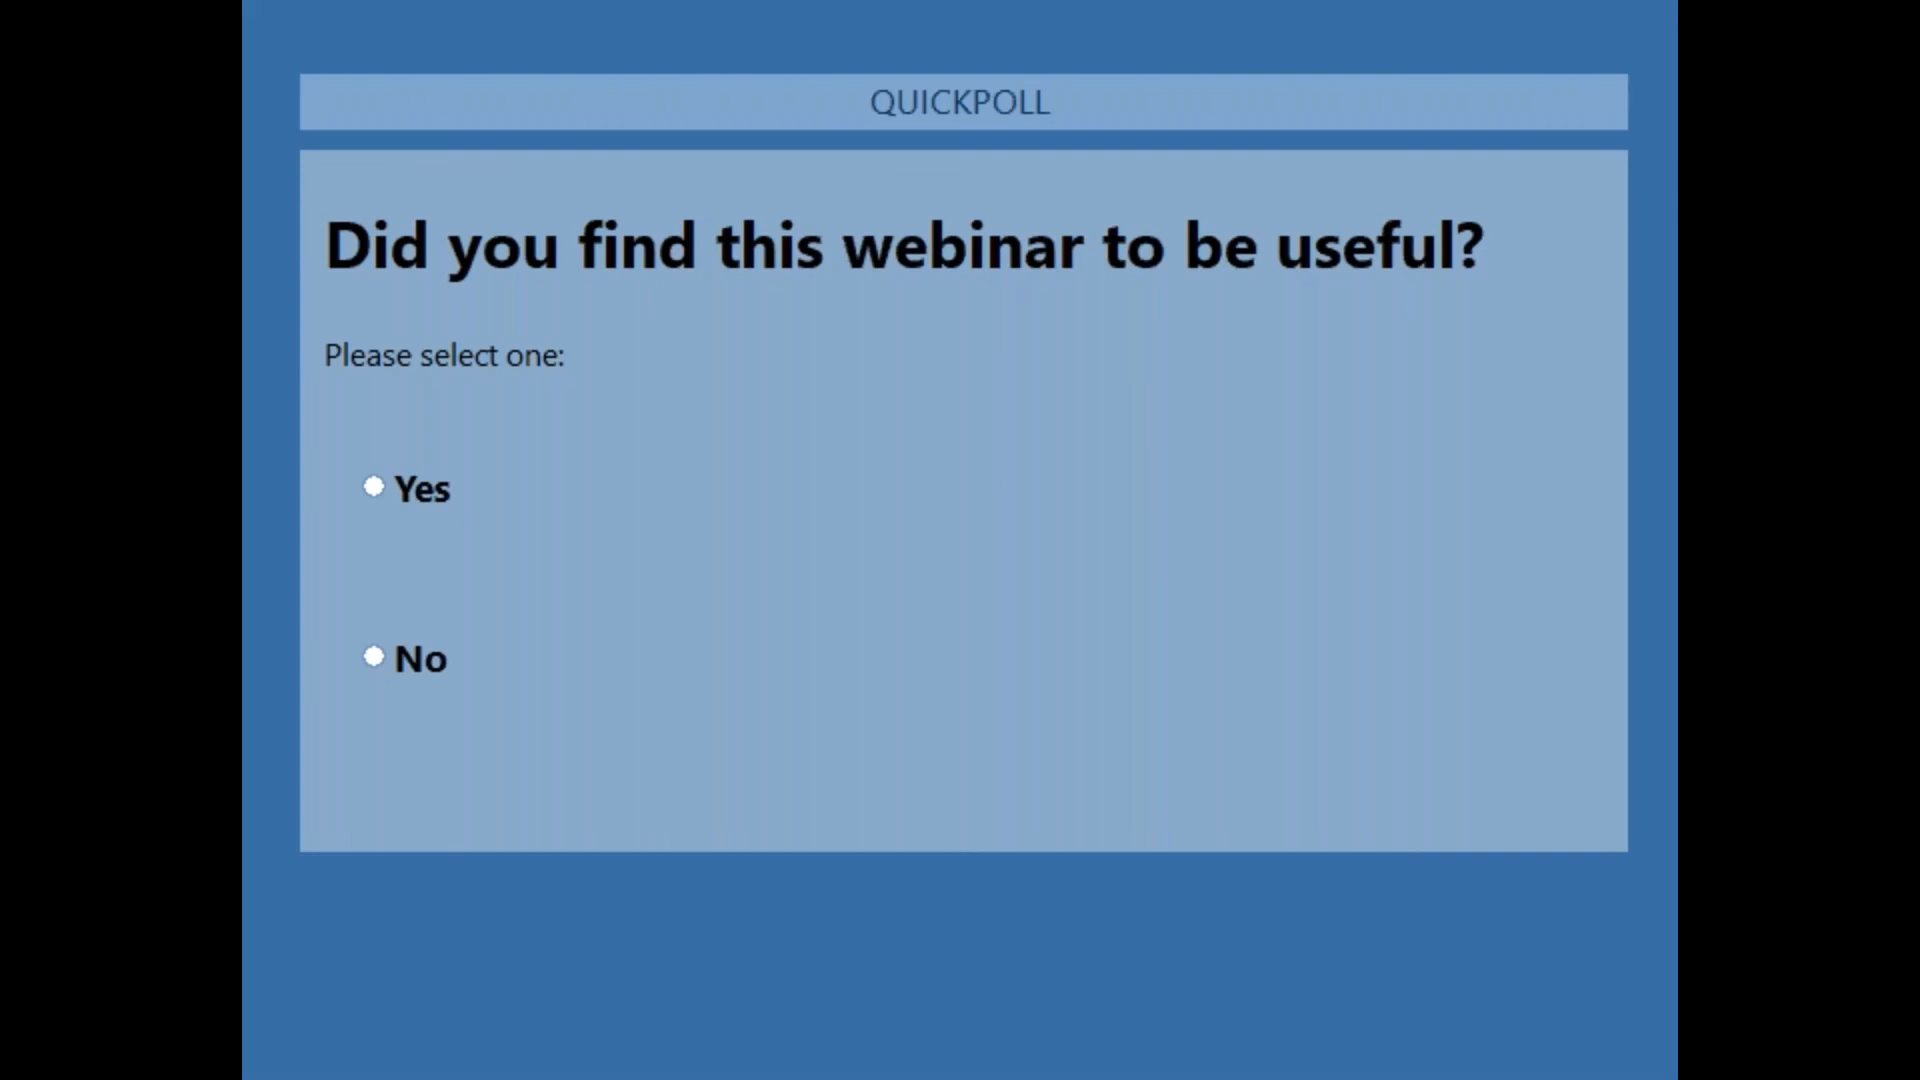 QUICKPOLL
Did you find this webinar to be useful?
Please select one:
Yes
No